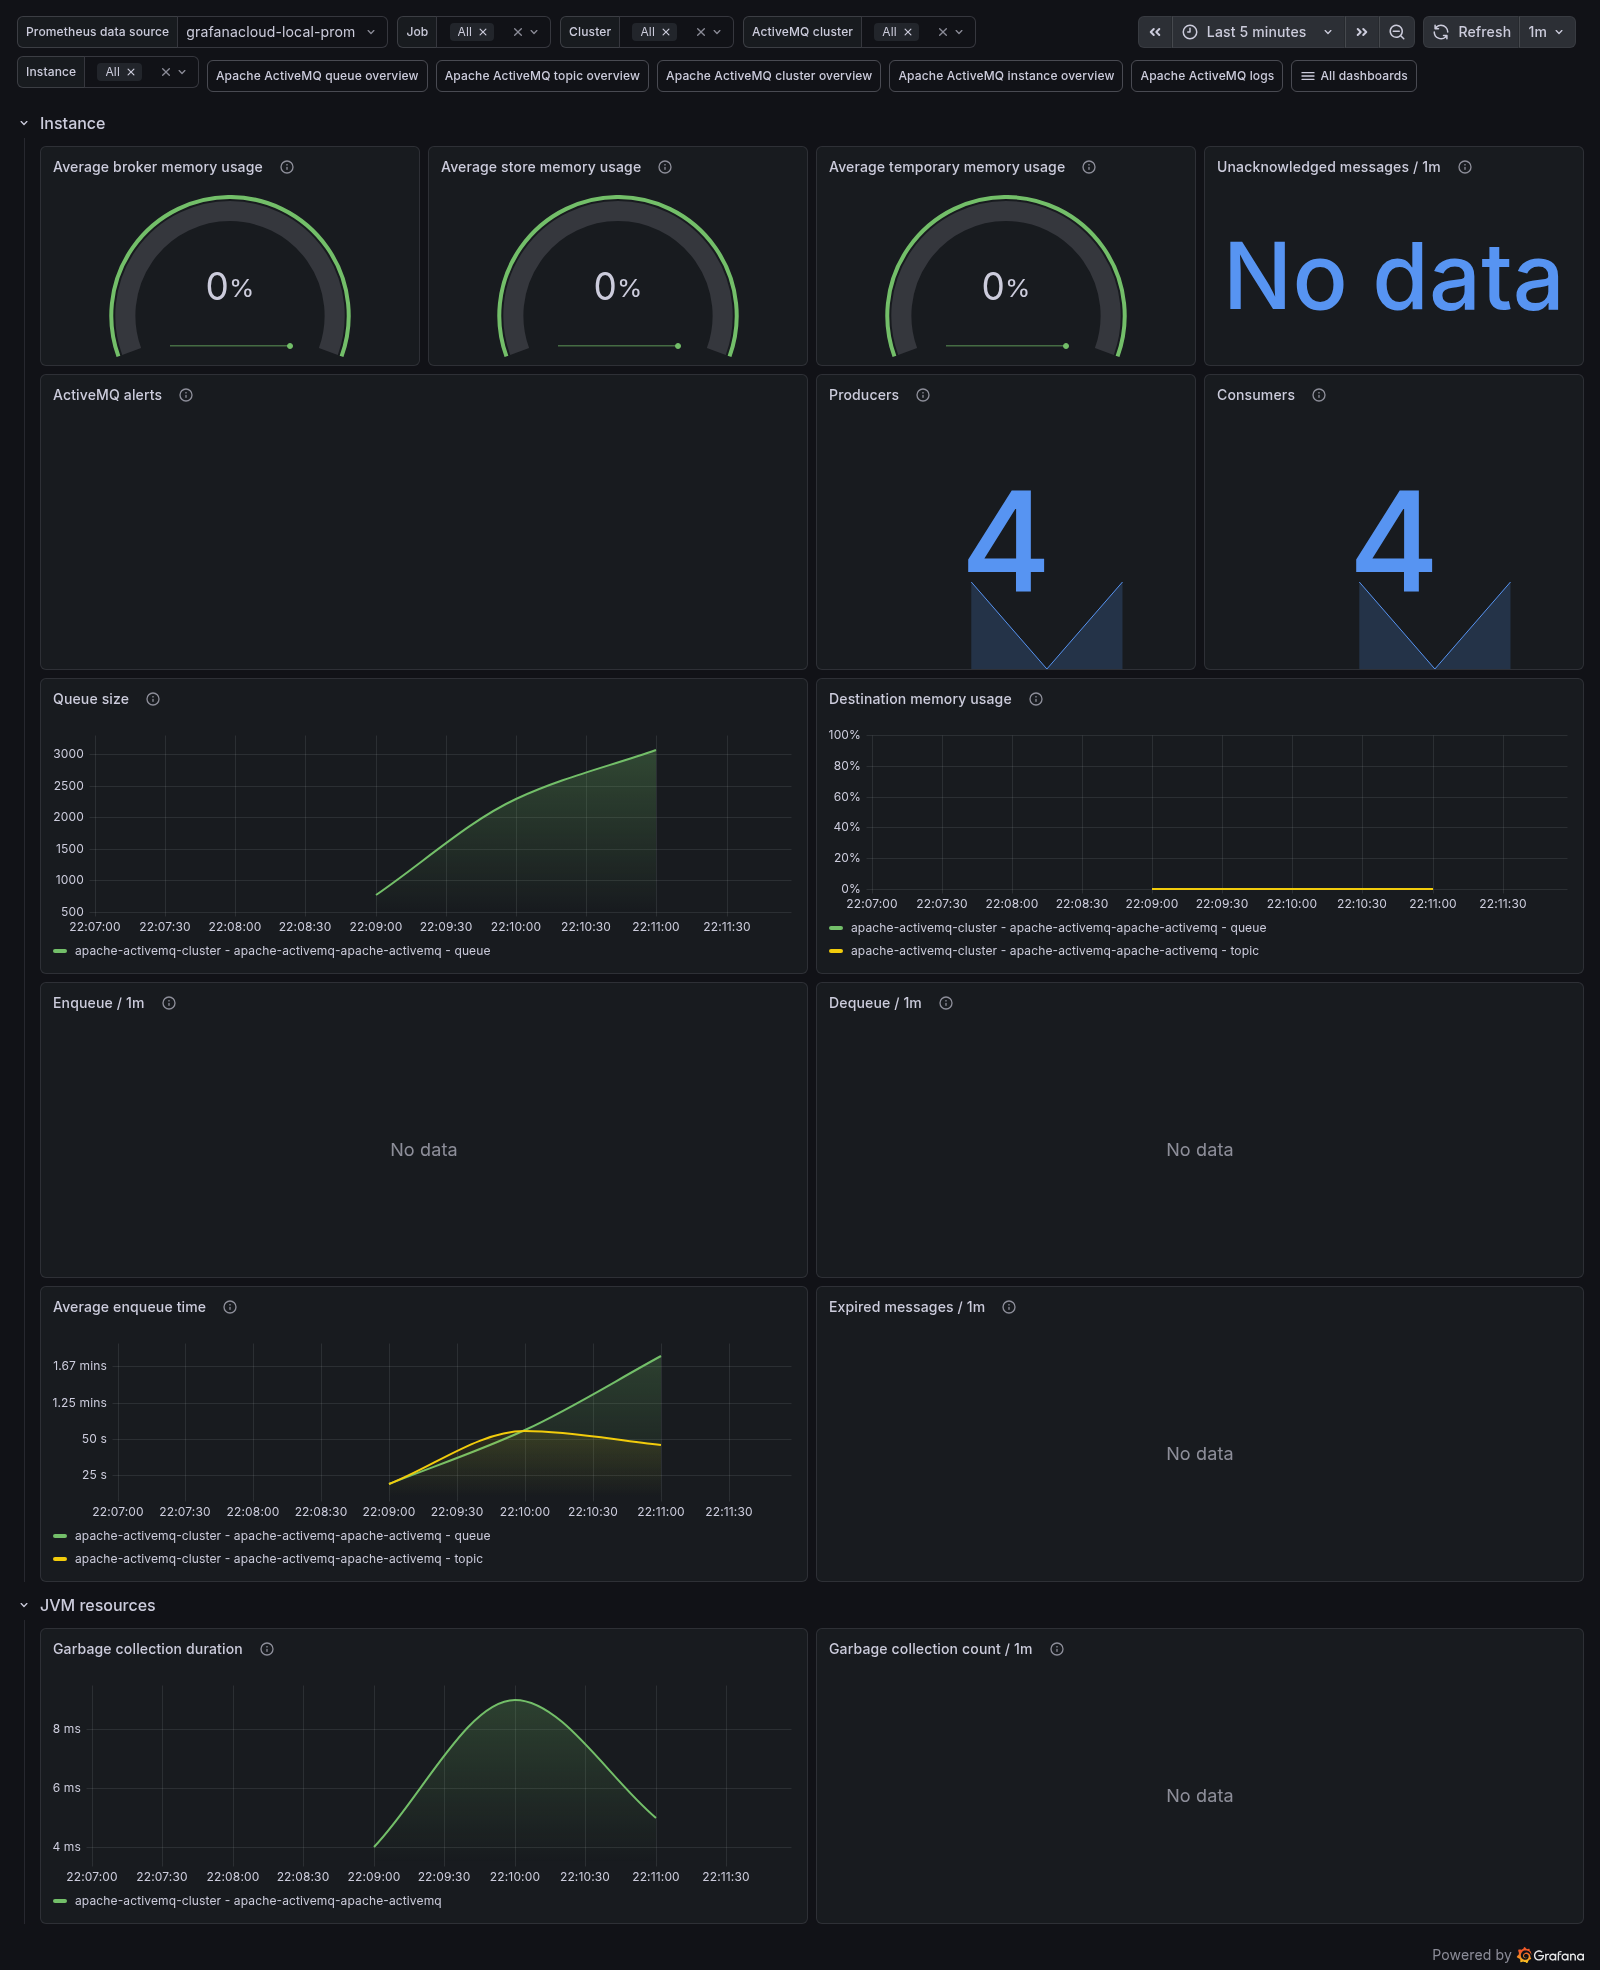 Prometheus data source grafanacloud-local-prom Job All Cluster All ActiveMQ cluster All Last 5 minutes Refresh 1m
Instance All Apache ActiveMQ queue overview Apache ActiveMQ topic overview Apache ActiveMQ cluster overview Apache ActiveMQ instance overview Apache ActiveMQ logs All dashboards
Instance
Average broker memory usage
0%
Average store memory usage
0%
Average temporary memory usage
0%
Unacknowledged messages / 1m
No data
ActiveMQ alerts
Producers
4
Consumers
4
Queue size
3000
2500
2000
1500
1000
500
22:07:00 22:07:30 22:08:00 22:08:30 22:09:00 22:09:30 22:10:00 22:10:30 22:11:00 22:11:30
apache-activemq-cluster - apache-activemq-apache-activemq - queue
Destination memory usage
100%
80%
60%
40%
20%
0%
22:07:00 22:07:30 22:08:00 22:08:30 22:09:00 22:09:30 22:10:00 22:10:30 22:11:00 22:11:30
apache-activemq-cluster - apache-activemq-apache-activemq - queue
apache-activemq-cluster - apache-activemq-apache-activemq - topic
Enqueue / 1m
No data
Dequeue / 1m
No data
Average enqueue time
1.67 mins
1.25 mins
50 s
25 s
22:07:00 22:07:30 22:08:00 22:08:30 22:09:00 22:09:30 22:10:00 22:10:30 22:11:00 22:11:30
apache-activemq-cluster - apache-activemq-apache-activemq - queue
apache-activemq-cluster - apache-activemq-apache-activemq - topic
Expired messages / 1m
No data
JVM resources
Garbage collection duration
8 ms
6 ms
4 ms
22:07:00 22:07:30 22:08:00 22:08:30 22:09:00 22:09:30 22:10:00 22:10:30 22:11:00 22:11:30
apache-activemq-cluster - apache-activemq-apache-activemq
Garbage collection count / 1m
No data
Powered by Grafana